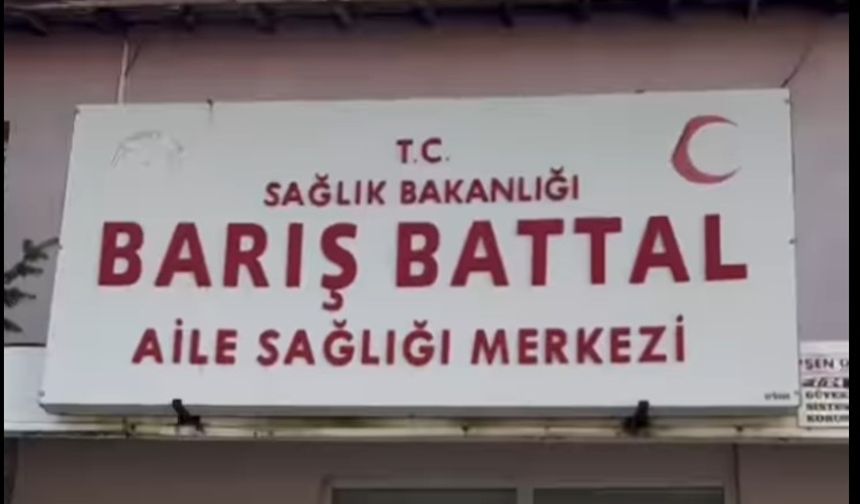 T.C.
SAĞLIK BAKANLIĞI
BARIŞ BATTAL
AİLE SAĞLIĞI MERKEZİ